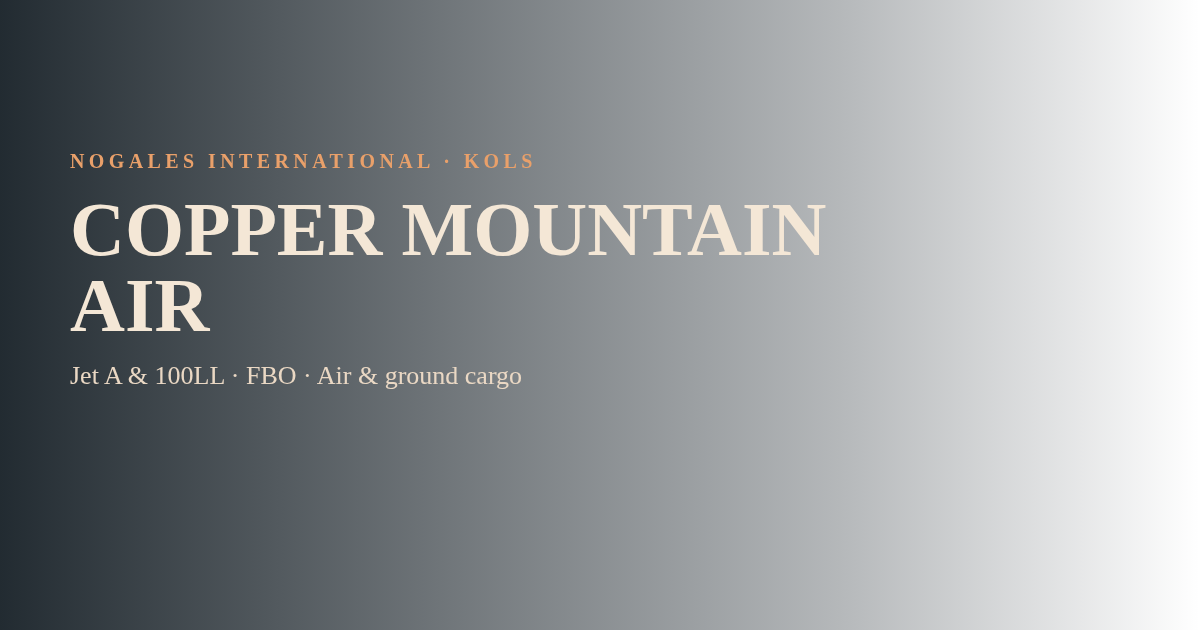 NOGALES INTERNATIONAL · KOLS
COPPER MOUNTAIN
AIR
Jet A & 100LL · FBO · Air & ground cargo